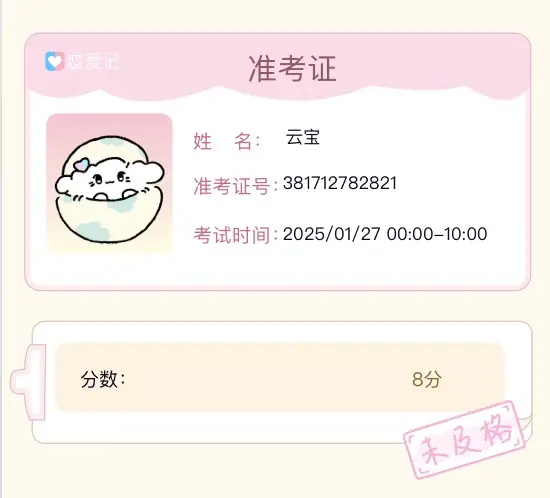 恋爱记
准考证
姓 名： 云宝
准考证号：381712782821
考试时间：2025/01/27 00:00-10:00
分数： 8分
未及格